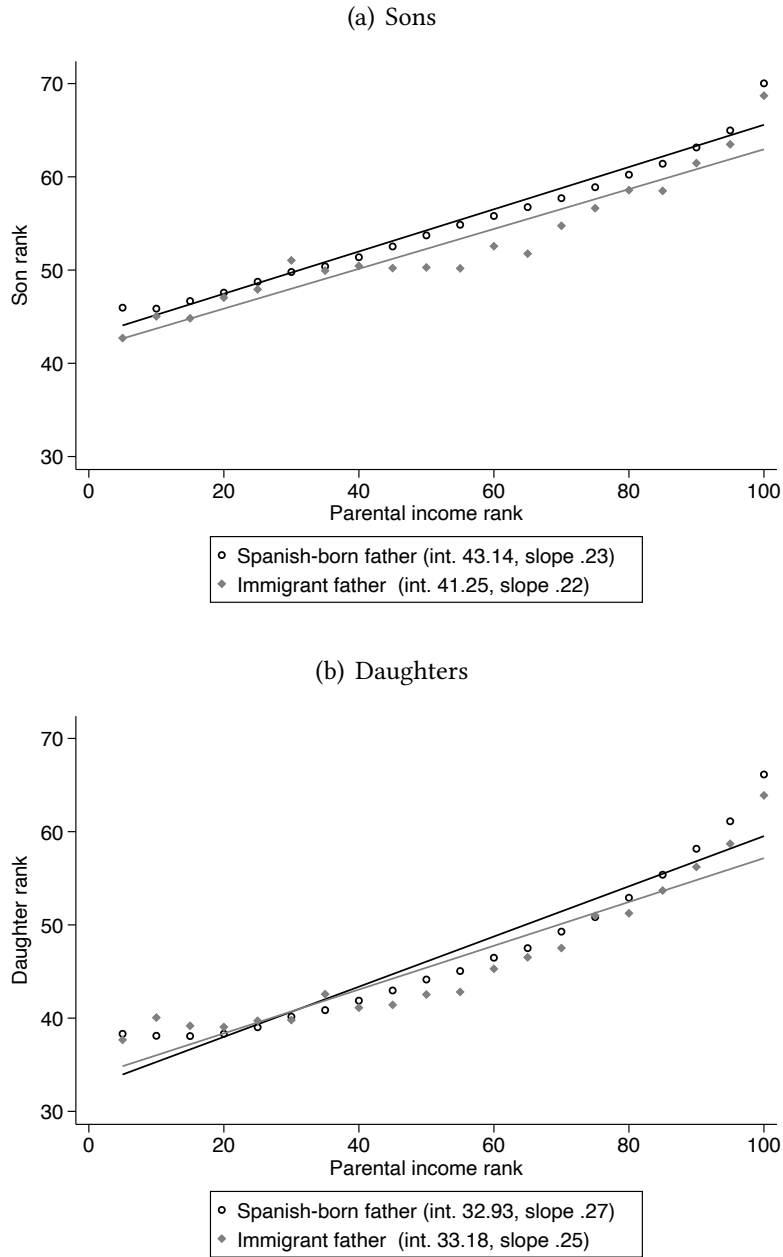 (a) Sons
70
60
50
40
30
Son rank
0 20 40 60 80 100
Parental income rank
Spanish-born father (int. 43.14, slope .23)
Immigrant father (int. 41.25, slope .22)
(b) Daughters
70
60
50
40
30
Daughter rank
0 20 40 60 80 100
Parental income rank
Spanish-born father (int. 32.93, slope .27)
Immigrant father (int. 33.18, slope .25)